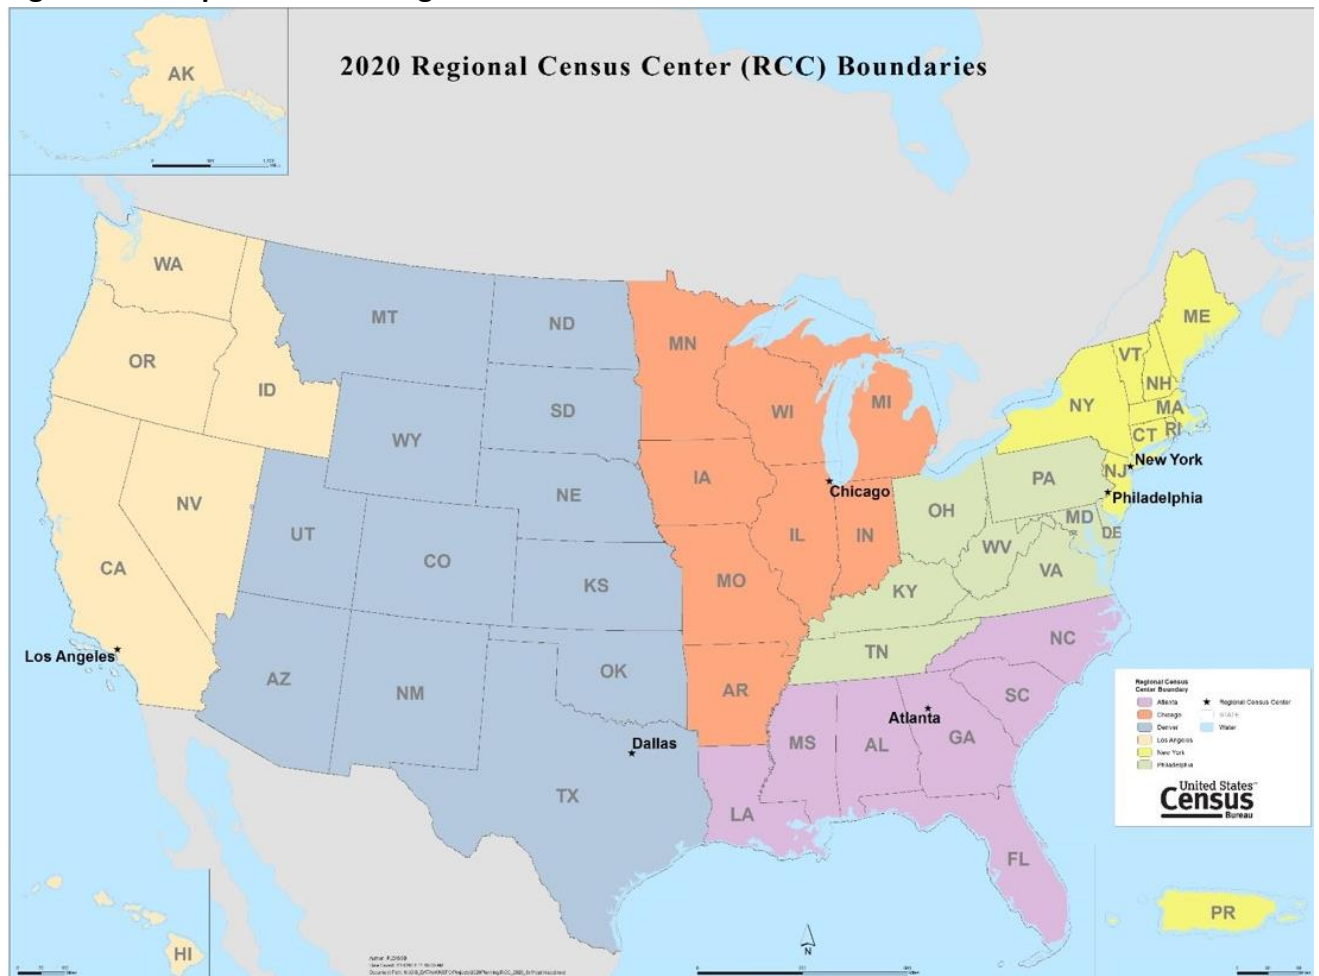 2020 Regional Census Center (RCC) Boundaries
AK
WA
MT
ND
MN
ME
OR
ID
SD
WI
MI
VT
NH
NY
MA
WY
CT
RI
IA
New York
NE
PA
NJ
Chicago
Philadelphia
NV
OH
MD
UT
IL
IN
DE
CO
WV
CA
KS
MO
VA
KY
NC
Los Angeles
TN
AZ
OK
NM
AR
SC
Atlanta
Dallas
MS
AL
GA
TX
LA
FL
HI
PR
N
Regional Census
Center Boundary
Atlanta
Chicago
Denver
Los Angeles
New York
Philadelphia
Regional Census Center
STATE
Water
United States
Census
Bureau